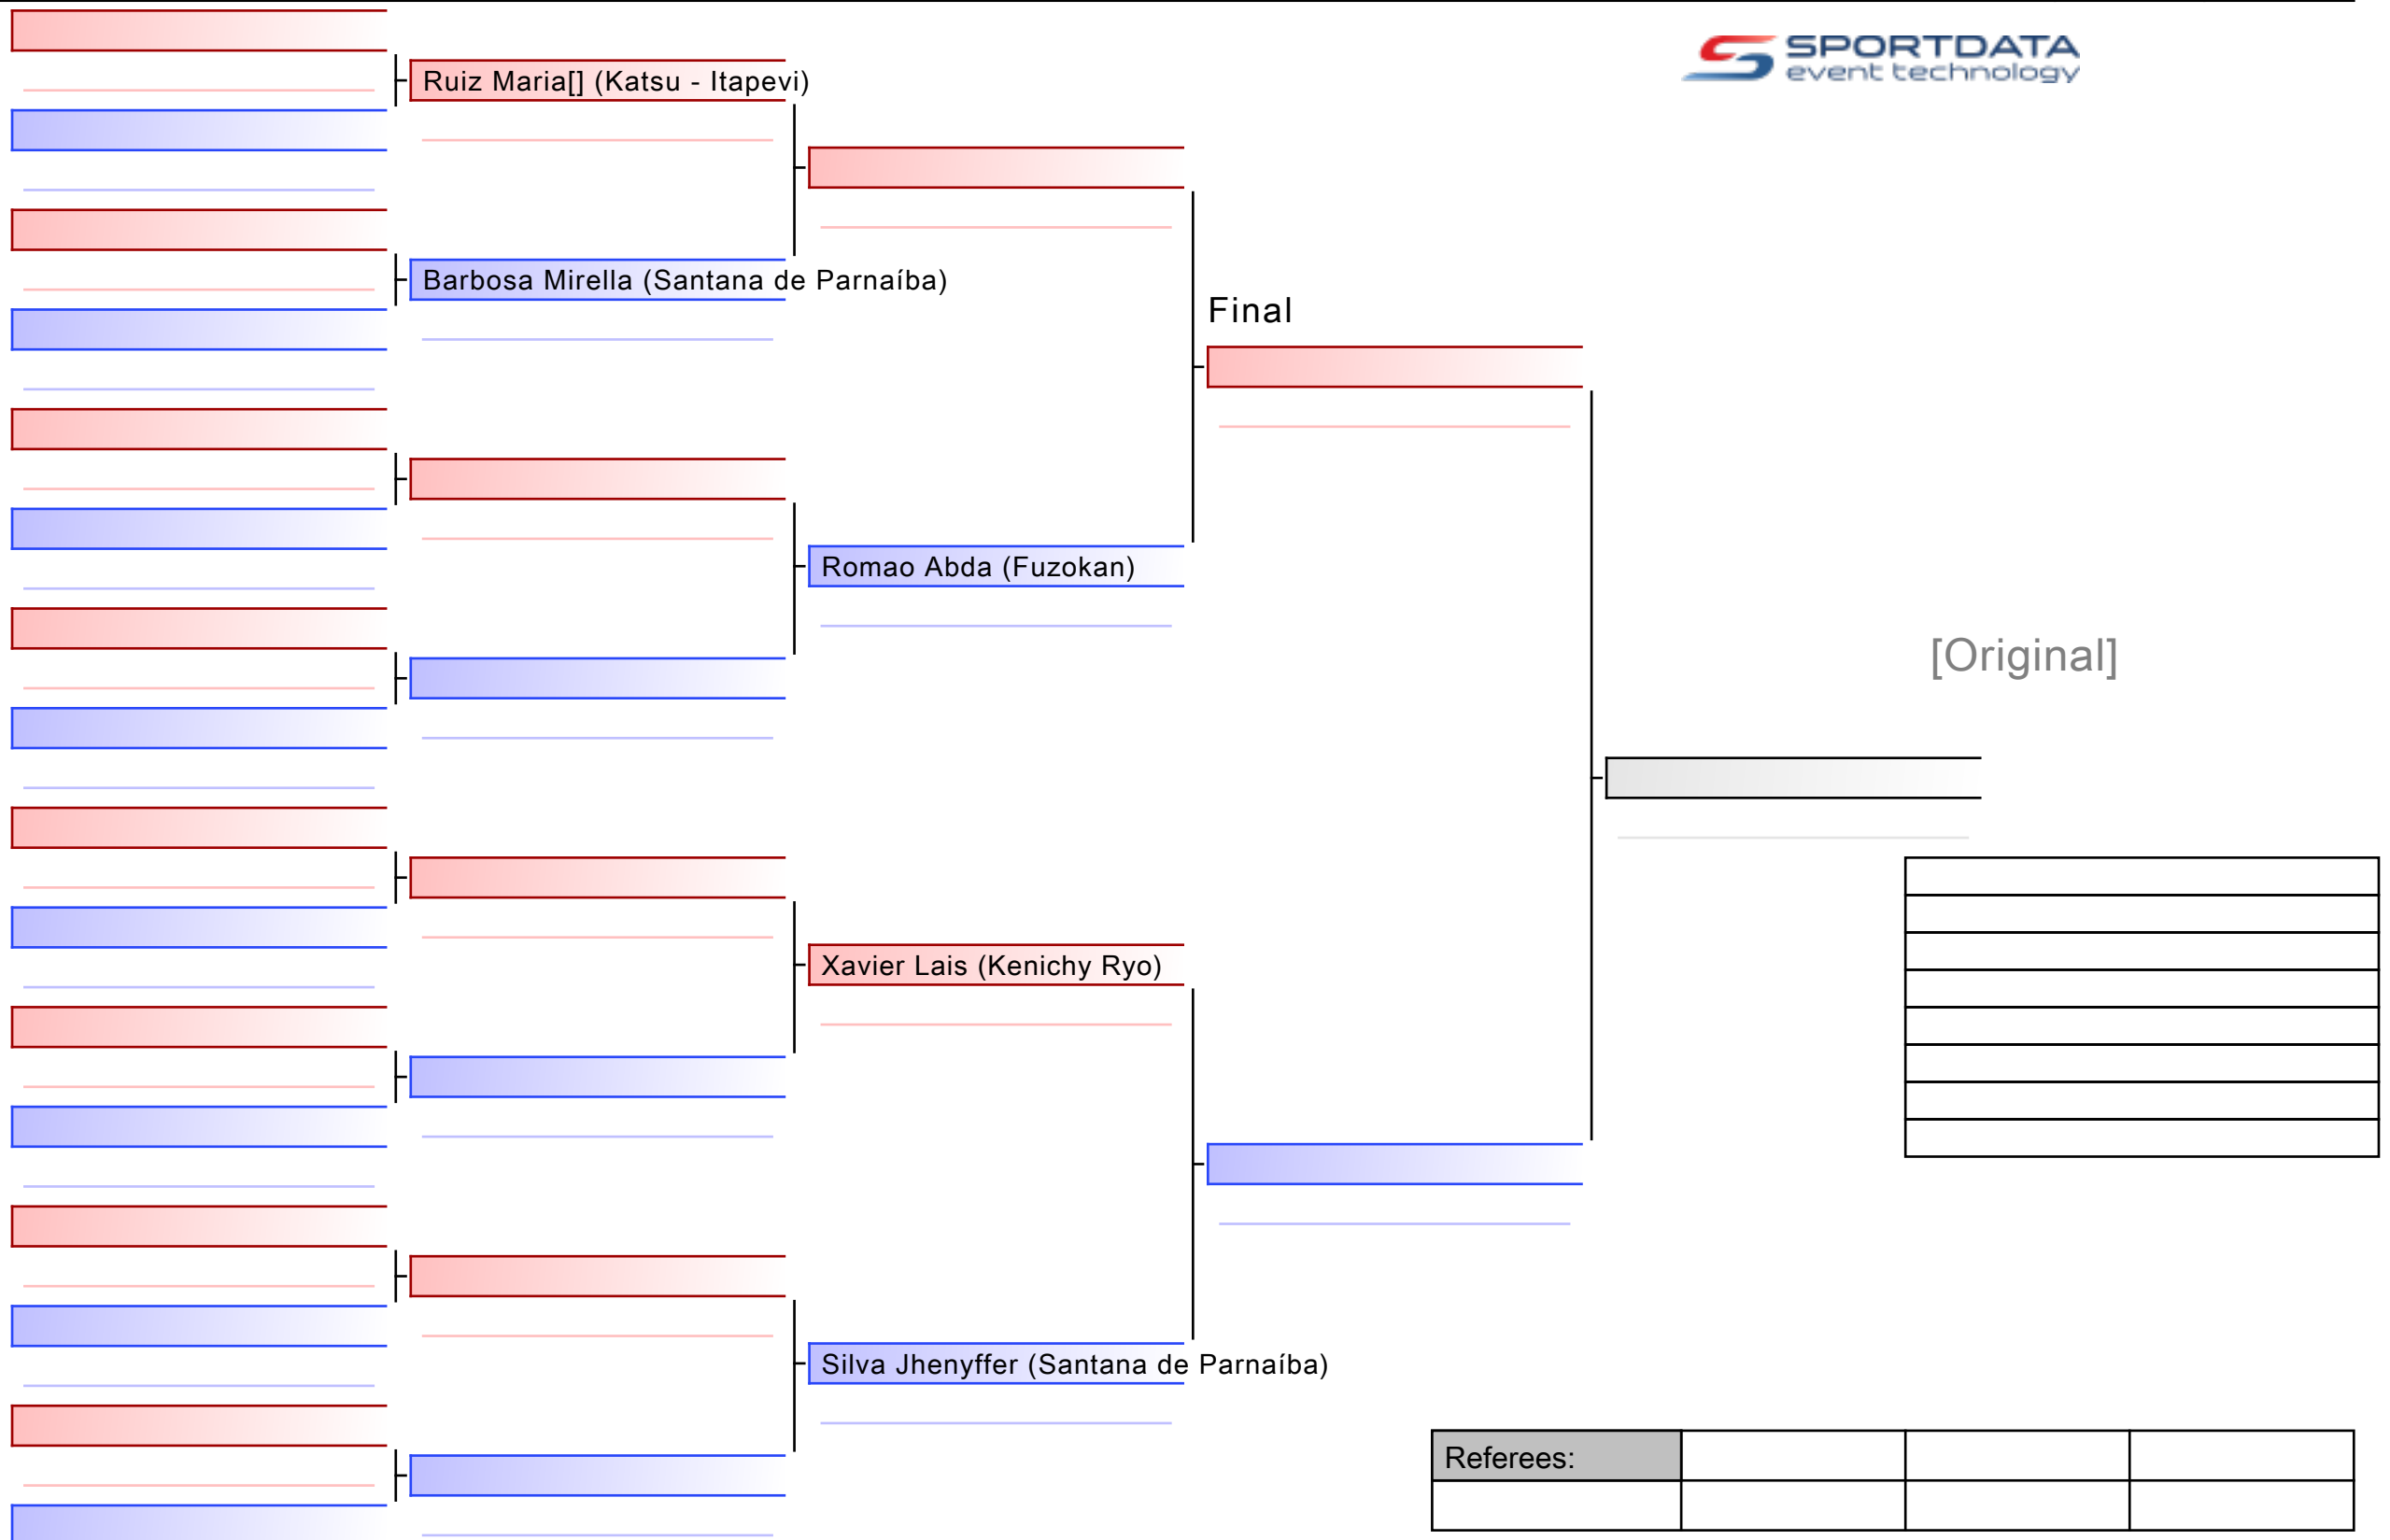 SPORTDATA
event technology
Ruiz Maria[] (Katsu - Itapevi)
Barbosa Mirella (Santana de Parnaíba)
Final
Romao Abda (Fuzokan)
[Original]
Xavier Lais (Kenichy Ryo)
Silva Jhenyffer (Santana de Parnaíba)
Referees: